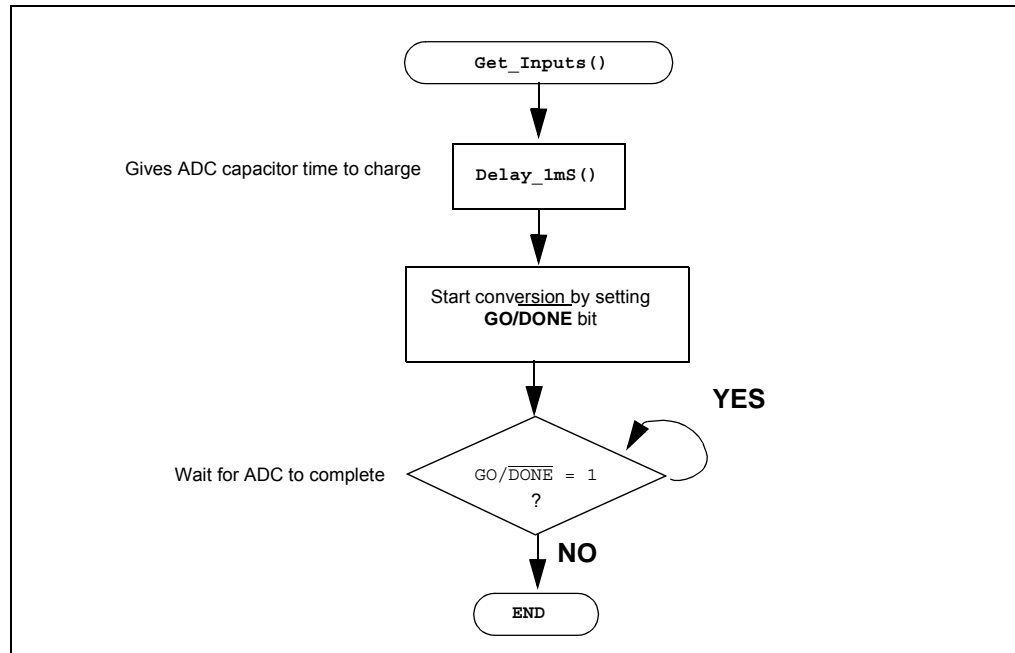 Get_Inputs()
Gives ADC capacitor time to charge
Delay_1mS()
Start conversion by setting
GO/DONE bit
YES
Wait for ADC to complete
GO/DONE = 1
?
NO
END